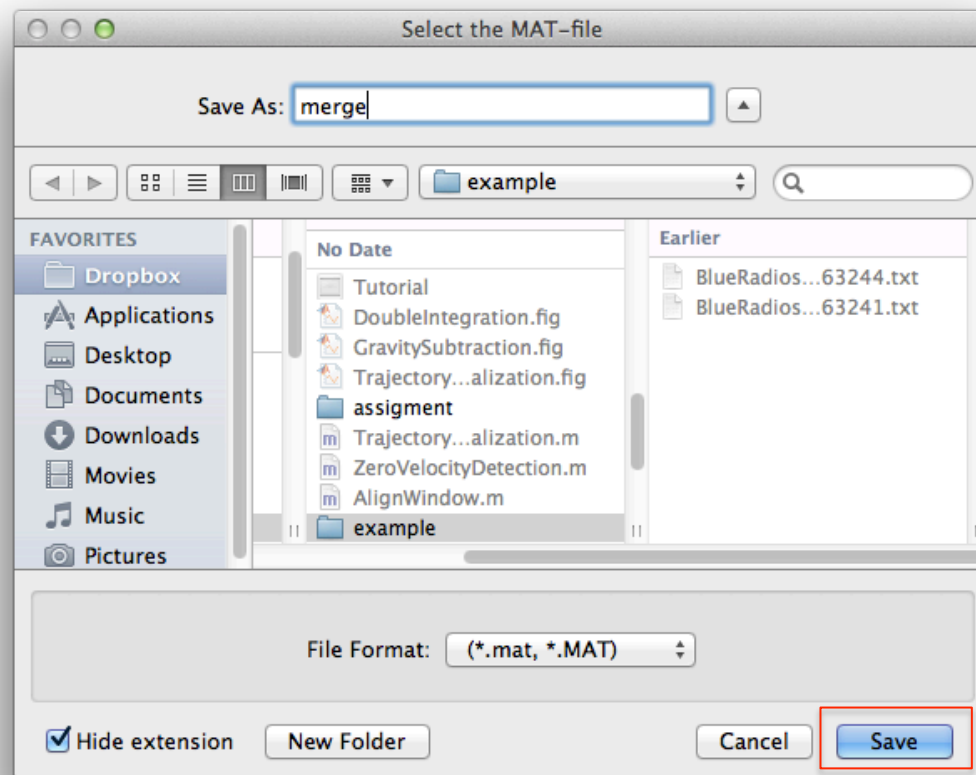 Select the MAT-file
Save As: merge
example
FAVORITES
Dropbox
Applications
Desktop
Documents
Downloads
Movies
Music
Pictures
No Date
Tutorial
DoubleIntegration.fig
GravitySubtraction.fig
Trajectory...alization.fig
assigment
Trajectory...alization.m
ZeroVelocityDetection.m
AlignWindow.m
example
Earlier
BlueRadios...63244.txt
BlueRadios...63241.txt
File Format: (*.mat, *.MAT)
Hide extension
New Folder
Cancel
Save